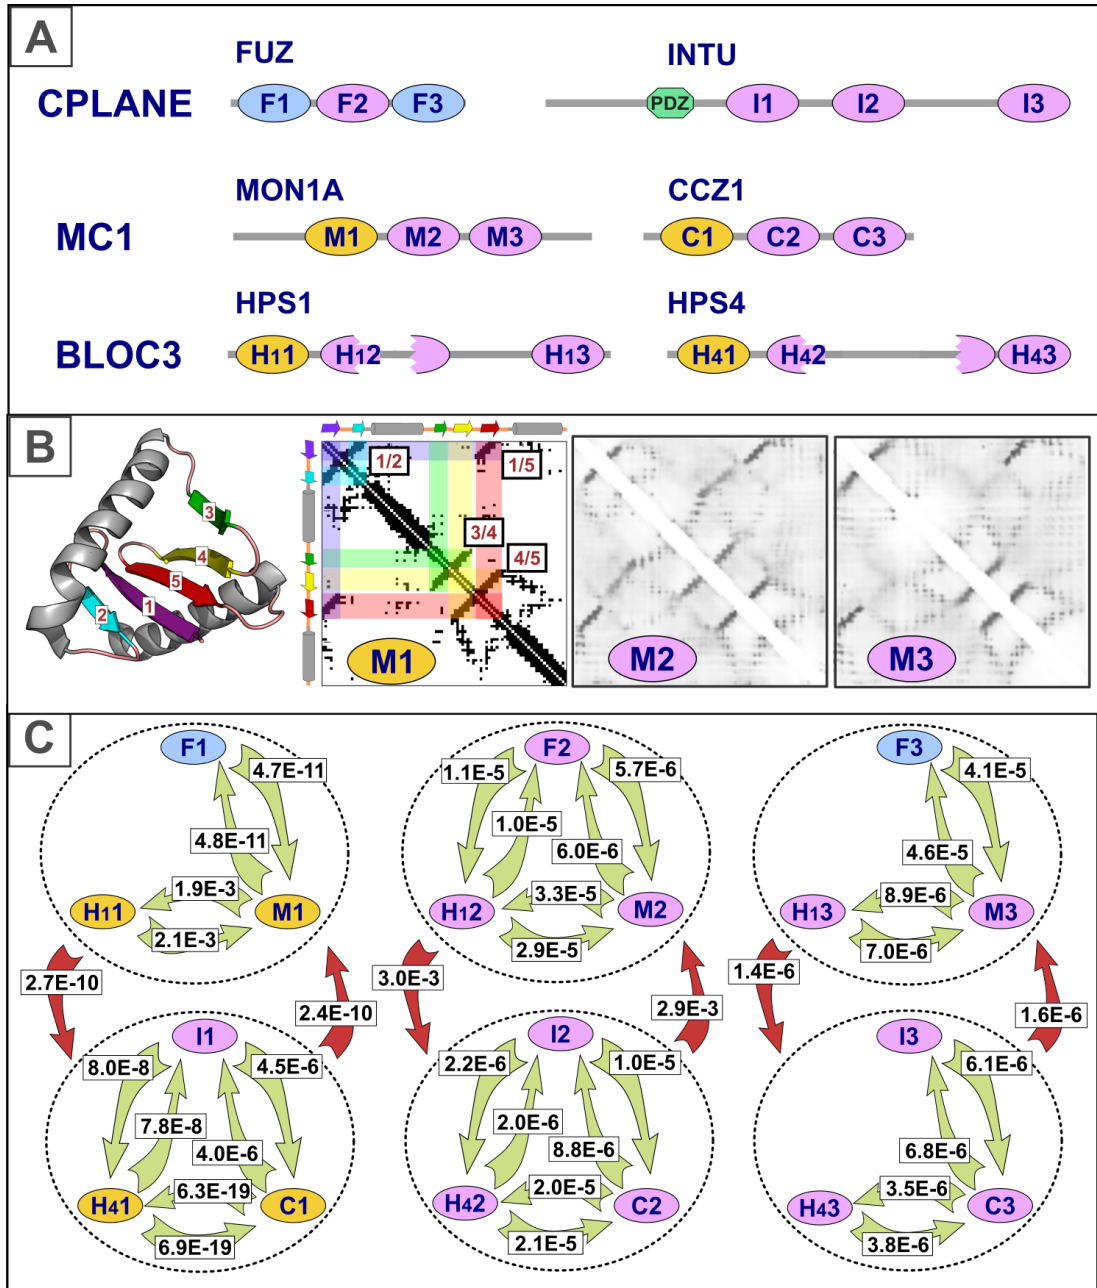 A
FUZ
INTU
CPLANE
F1
F2
F3
PDZ
I1
I2
I3
MON1A
CCZ1
MC1
M1
M2
M3
C1
C2
C3
HPS1
HPS4
BLOC3
H11
H12
H13
H41
H42
H43
B
3
4
5
1
2
1/2
1/5
3/4
4/5
M1
M2
M3
C
F1
4.7E-11
4.8E-11
1.9E-3
H11
M1
2.1E-3
F2
1.1E-5
5.7E-6
1.0E-5
6.0E-6
3.3E-5
H12
M2
2.9E-5
F3
4.1E-5
4.6E-5
8.9E-6
H13
M3
7.0E-6
2.7E-10
2.4E-10
3.0E-3
2.9E-3
1.4E-6
1.6E-6
I1
8.0E-8
4.5E-6
7.8E-8
4.0E-6
6.3E-19
H41
C1
6.9E-19
I2
2.2E-6
1.0E-5
2.0E-6
8.8E-6
2.0E-5
H42
C2
2.1E-5
I3
6.1E-6
6.8E-6
3.5E-6
H43
C3
3.8E-6